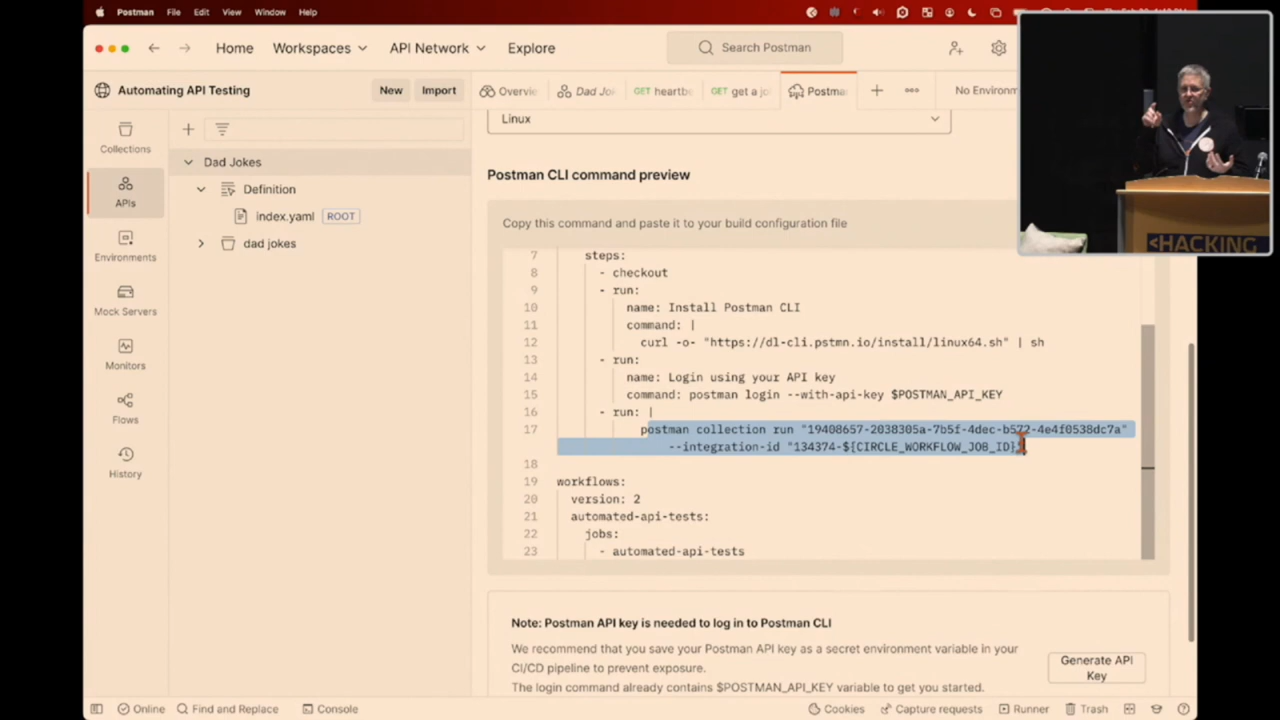 Postman File Edit View Window Help
Home Workspaces API Network Explore Search Postman
Automating API Testing New Import
Overvie Dad Jo GET heartb GET get a jo Postma No Environm
Linux
Collections
APIs
Environments
Mock Servers
Monitors
Flows
History
Dad Jokes
Definition
index.yaml ROOT
dad jokes
Postman CLI command preview
Copy this command and paste it to your build configuration file
7 steps:
8 - checkout
9 - run:
10 name: Install Postman CLI
11 command: |
12 curl -o- "https://dl-cli.pstmn.io/install/linux64.sh" | sh
13 - run:
14 name: Login using your API key
15 command: postman login --with-api-key $POSTMAN_API_KEY
16 - run: |
17 postman collection run "19408657-2038305a-7b5f-4dec-b572-4e4f0538dc7a"
--integration-id "134374-${CIRCLE_WORKFLOW_JOB_ID}"
18
19 workflows:
20 version: 2
21 automated-api-tests:
22 jobs:
23 - automated-api-tests
Note: Postman API key is needed to log in to Postman CLI
We recommend that you save your Postman API key as a secret environment variable in your
CI/CD pipeline to prevent exposure.
The login command already contains $POSTMAN_API_KEY variable to get you started.
Generate API
Key
Online Find and Replace Console Cookies Capture requests Runner Trash
<HACKING